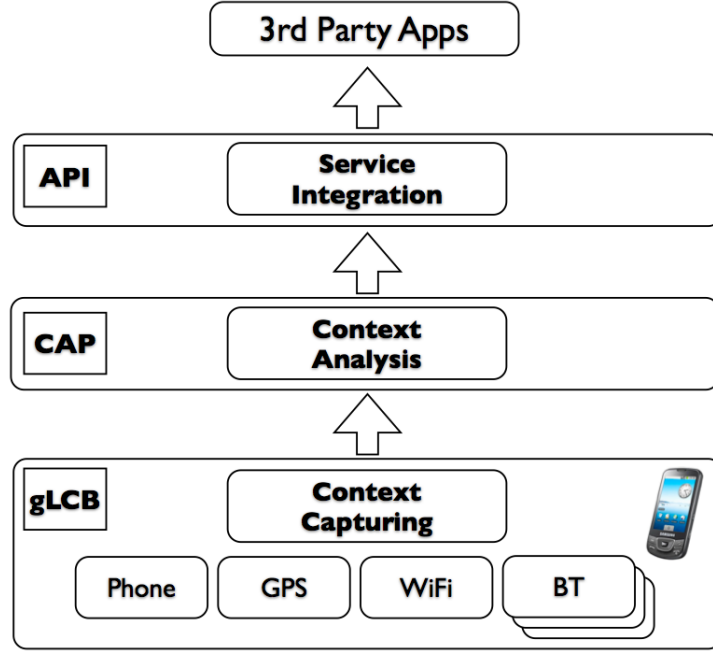 3rd Party Apps
API
Service
Integration
CAP
Context
Analysis
gLCB
Context
Capturing
Phone
GPS
WiFi
BT